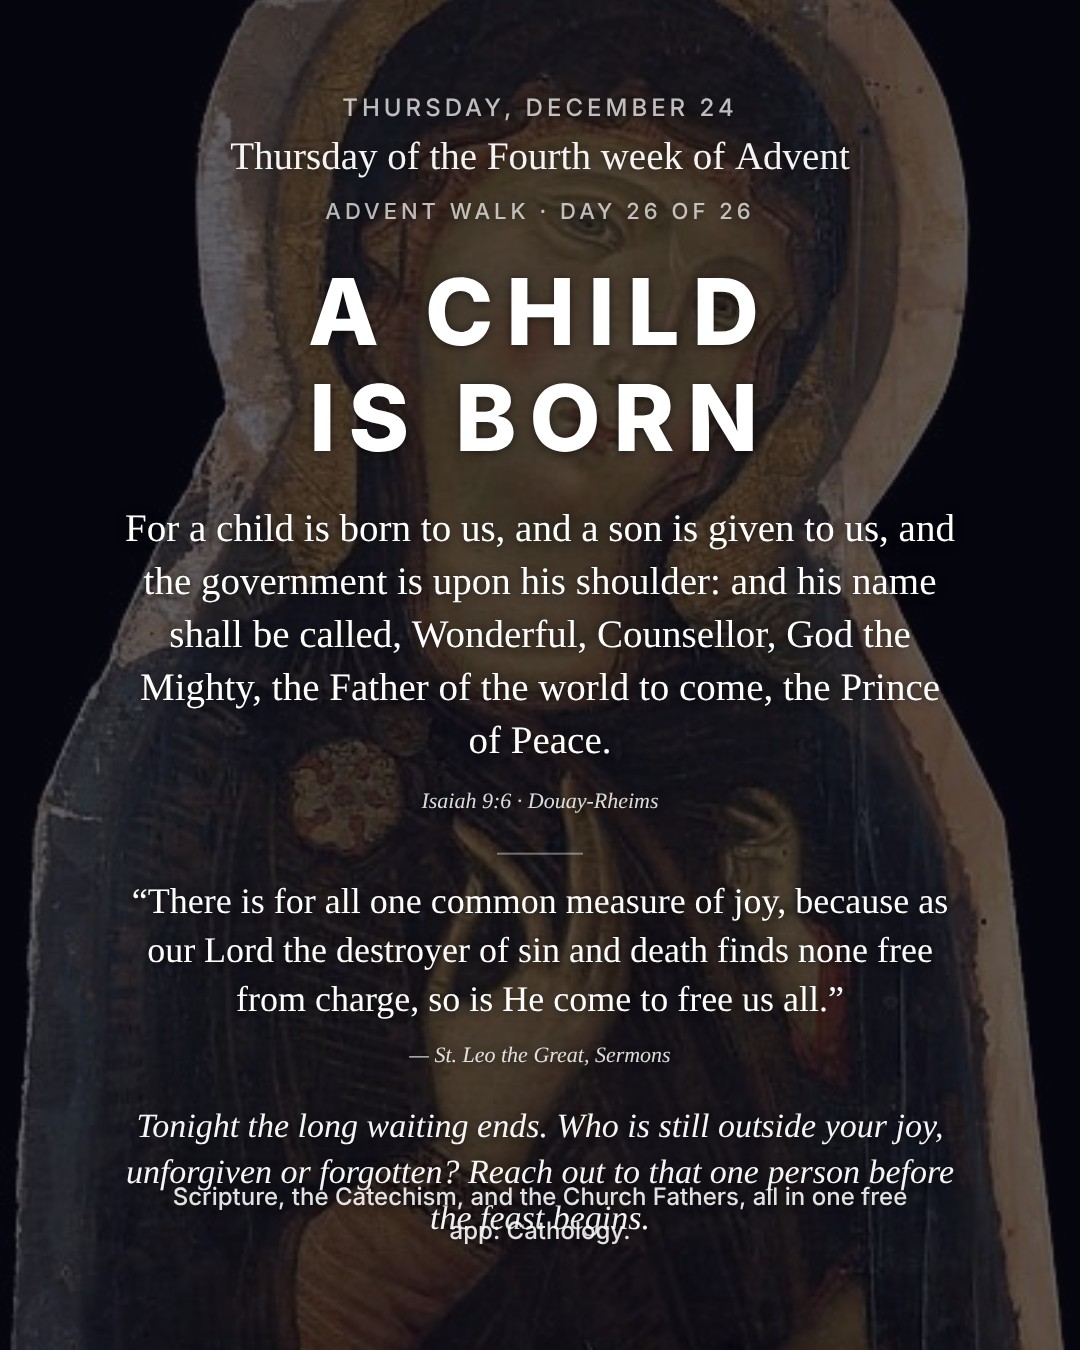 THURSDAY, DECEMBER 24
Thursday of the Fourth week of Advent
ADVENT WALK · DAY 26 OF 26
A CHILD
IS BORN
For a child is born to us, and a son is given to us, and
the government is upon his shoulder: and his name
shall be called, Wonderful, Counsellor, God the
Mighty, the Father of the world to come, the Prince
of Peace.
Isaiah 9:6 · Douay-Rheims
“There is for all one common measure of joy, because as
our Lord the destroyer of sin and death finds none free
from charge, so is He come to free us all.”
— St. Leo the Great, Sermons
Tonight the long waiting ends. Who is still outside your joy,
unforgiven or forgotten? Reach out to that one person before
the feast begins.
Scripture, the Catechism, and the Church Fathers, all in one free
app. Cathology.